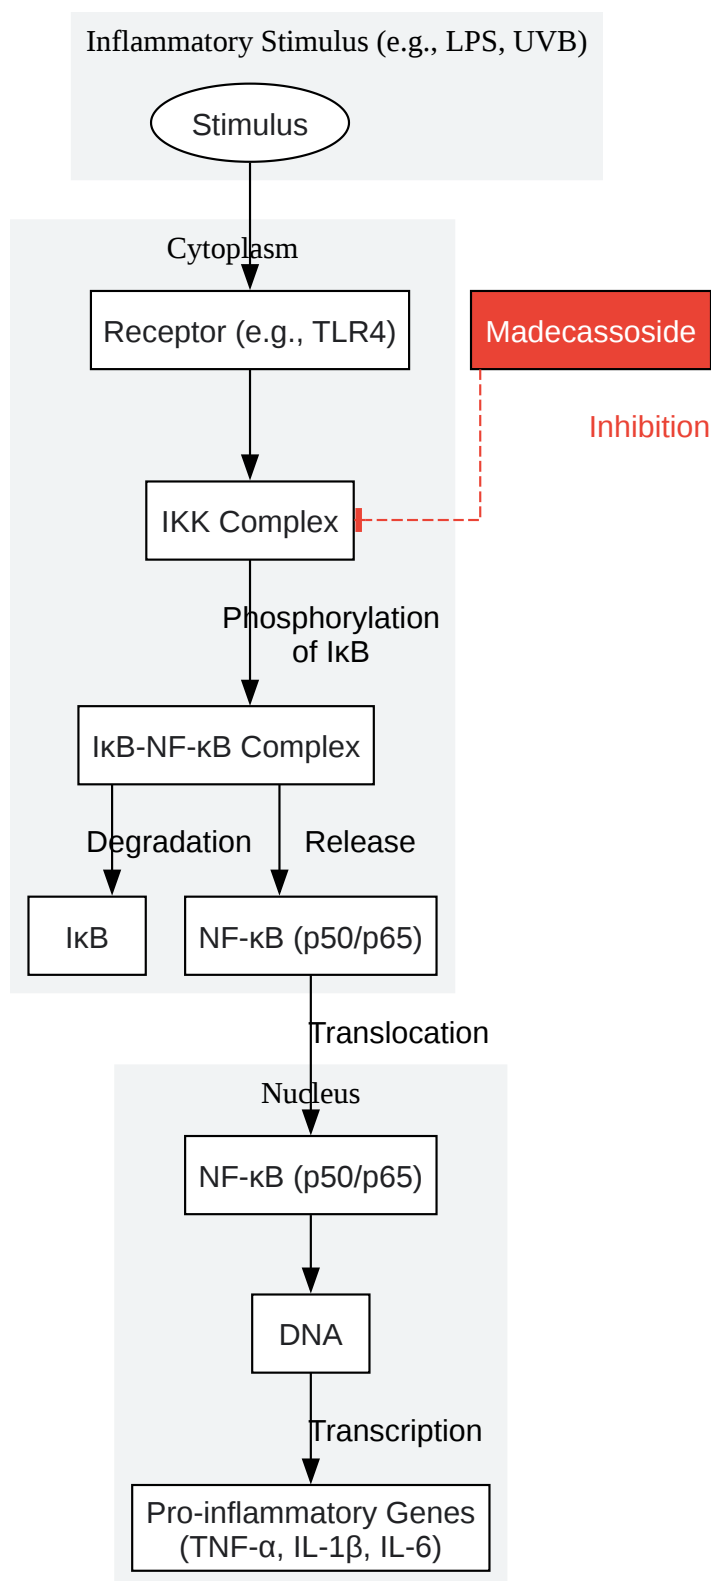 Inflammatory Stimulus (e.g., LPS, UVB)
Stimulus
Cytoplasm
Receptor (e.g., TLR4)
Madecassoside
Inhibition
IKK Complex
Phosphorylation
of IκB
IκB-NF-κB Complex
Degradation
Release
IκB
NF-κB (p50/p65)
Translocation
Nucleus
NF-κB (p50/p65)
DNA
Transcription
Pro-inflammatory Genes
(TNF-α, IL-1β, IL-6)